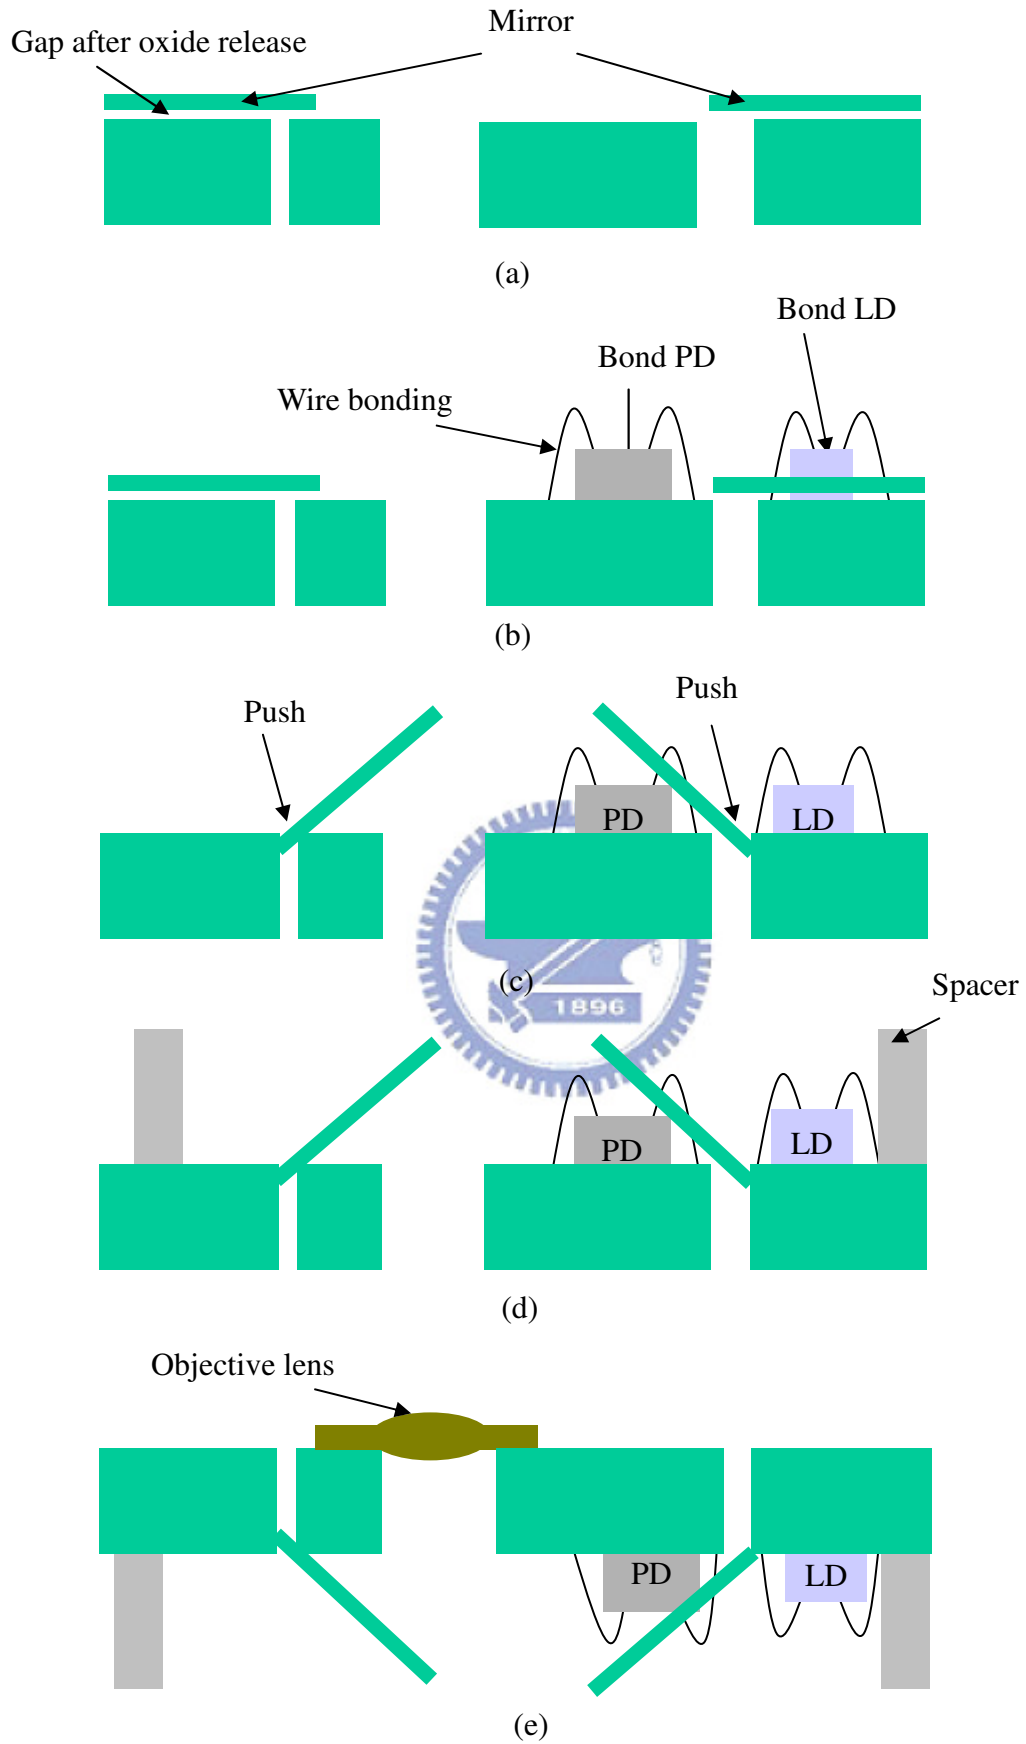 Mirror
Gap after oxide release
(a)
Bond LD
Bond PD
Wire bonding
(b)
Push
Push
PD
LD
(c)
1896
Spacer
PD
LD
(d)
Objective lens
PD
LD
(e)